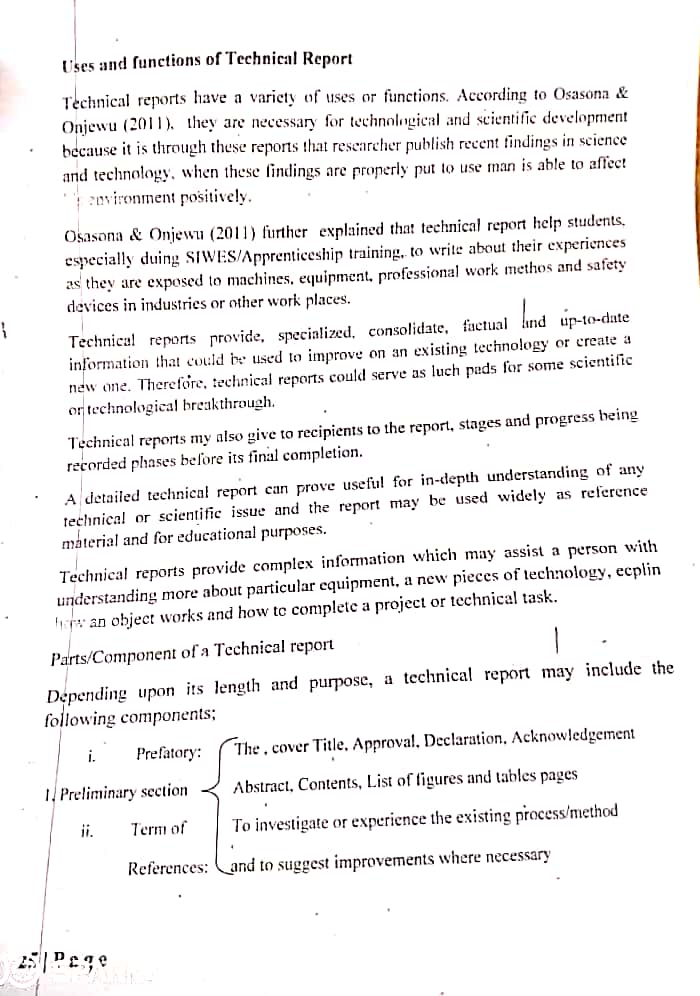 Uses and functions of Technical Report
Technical reports have a variety of uses or functions. According to Osasona &
Onjewu (2011), they are necessary for technological and scientific development
because it is through these reports that researcher publish recent findings in science
and technology, when these findings are properly put to use man is able to affect
environment positively.
Osasona & Onjewu (2011) further explained that technical report help students,
especially duing SIWES/Apprenticeship training, to write about their experiences
as they are exposed to machines, equipment, professional work methos and safety
devices in industries or other work places.
Technical reports provide, specialized, consolidate, factual and up-to-date
information that could be used to improve on an existing technology or create a
new one. Therefore, technical reports could serve as luch pads for some scientific
or technological breakthrough.
Technical reports my also give to recipients to the report, stages and progress being
recorded phases before its final completion.
A detailed technical report can prove useful for in-depth understanding of any
technical or scientific issue and the report may be used widely as reference
material and for educational purposes.
Technical reports provide complex information which may assist a person with
understanding more about particular equipment, a new pieces of technology, ecplin
how an object works and how to complete a project or technical task.
Parts/Component of a Technical report
Depending upon its length and purpose, a technical report may include the
following components;
i. Prefatory: The , cover Title, Approval, Declaration, Acknowledgement
1. Preliminary section Abstract, Contents, List of figures and tables pages
ii. Term of To investigate or experience the existing process/method
References: and to suggest improvements where necessary
25 | P a g e